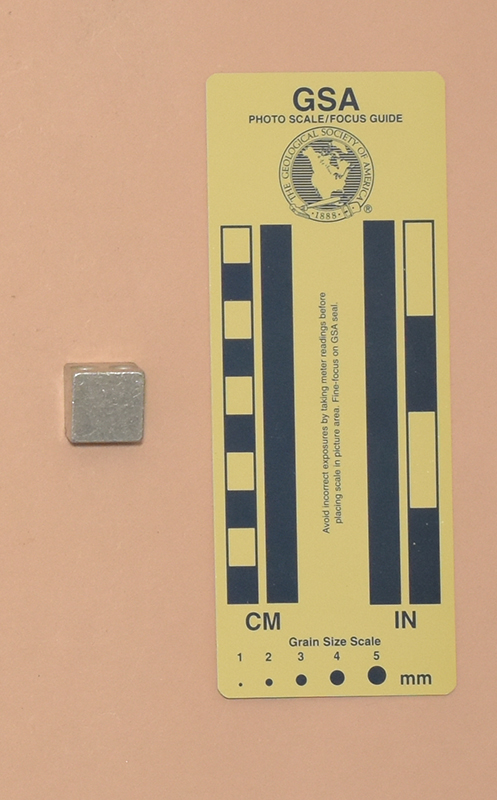 GSA
PHOTO SCALE/FOCUS GUIDE
THE GEOLOGICAL SOCIETY OF AMERICA
·1888·
®
Avoid incorrect exposures by taking meter readings before
placing scale in picture area. Fine-focus on GSA seal.
CM
IN
Grain Size Scale
1 2 3 4 5
mm